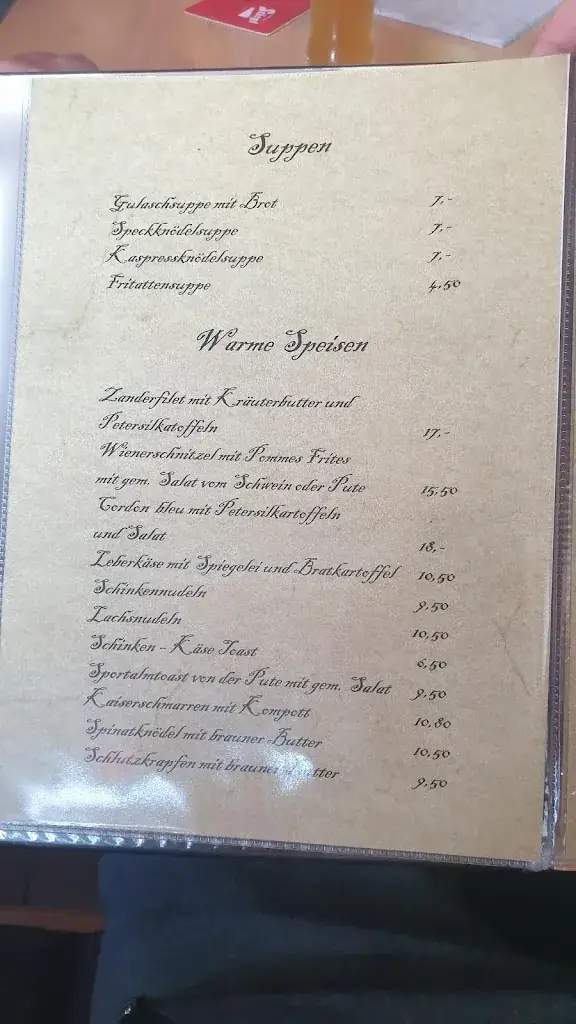 Suppen
Gulaschsuppe mit Brot 7,-
Speckknödelsuppe 7,-
Kaspressknödelsuppe 7,-
Fritattensuppe 4,50
Warme Speisen
Zanderfilet mit Kräuterbutter und
Petersilkatoffeln 17,-
Wienerschnitzel mit Pommes Frites
mit gem. Salat vom Schwein oder Pute 15,50
Cordon bleu mit Petersilkartoffeln
und Salat 18,-
Leberkäse mit Spiegelei und Bratkartoffel 10,50
Schinkennudeln 9,50
Lachsnudeln 10,50
Schinken - Käse Toast 6,50
Sportalmtoast von der Pute mit gem. Salat 9,50
Kaiserschmarren mit Kompott 10,80
Spinatknödel mit brauner Butter 10,50
Schlutzkrapfen mit brauner Butter 9,50